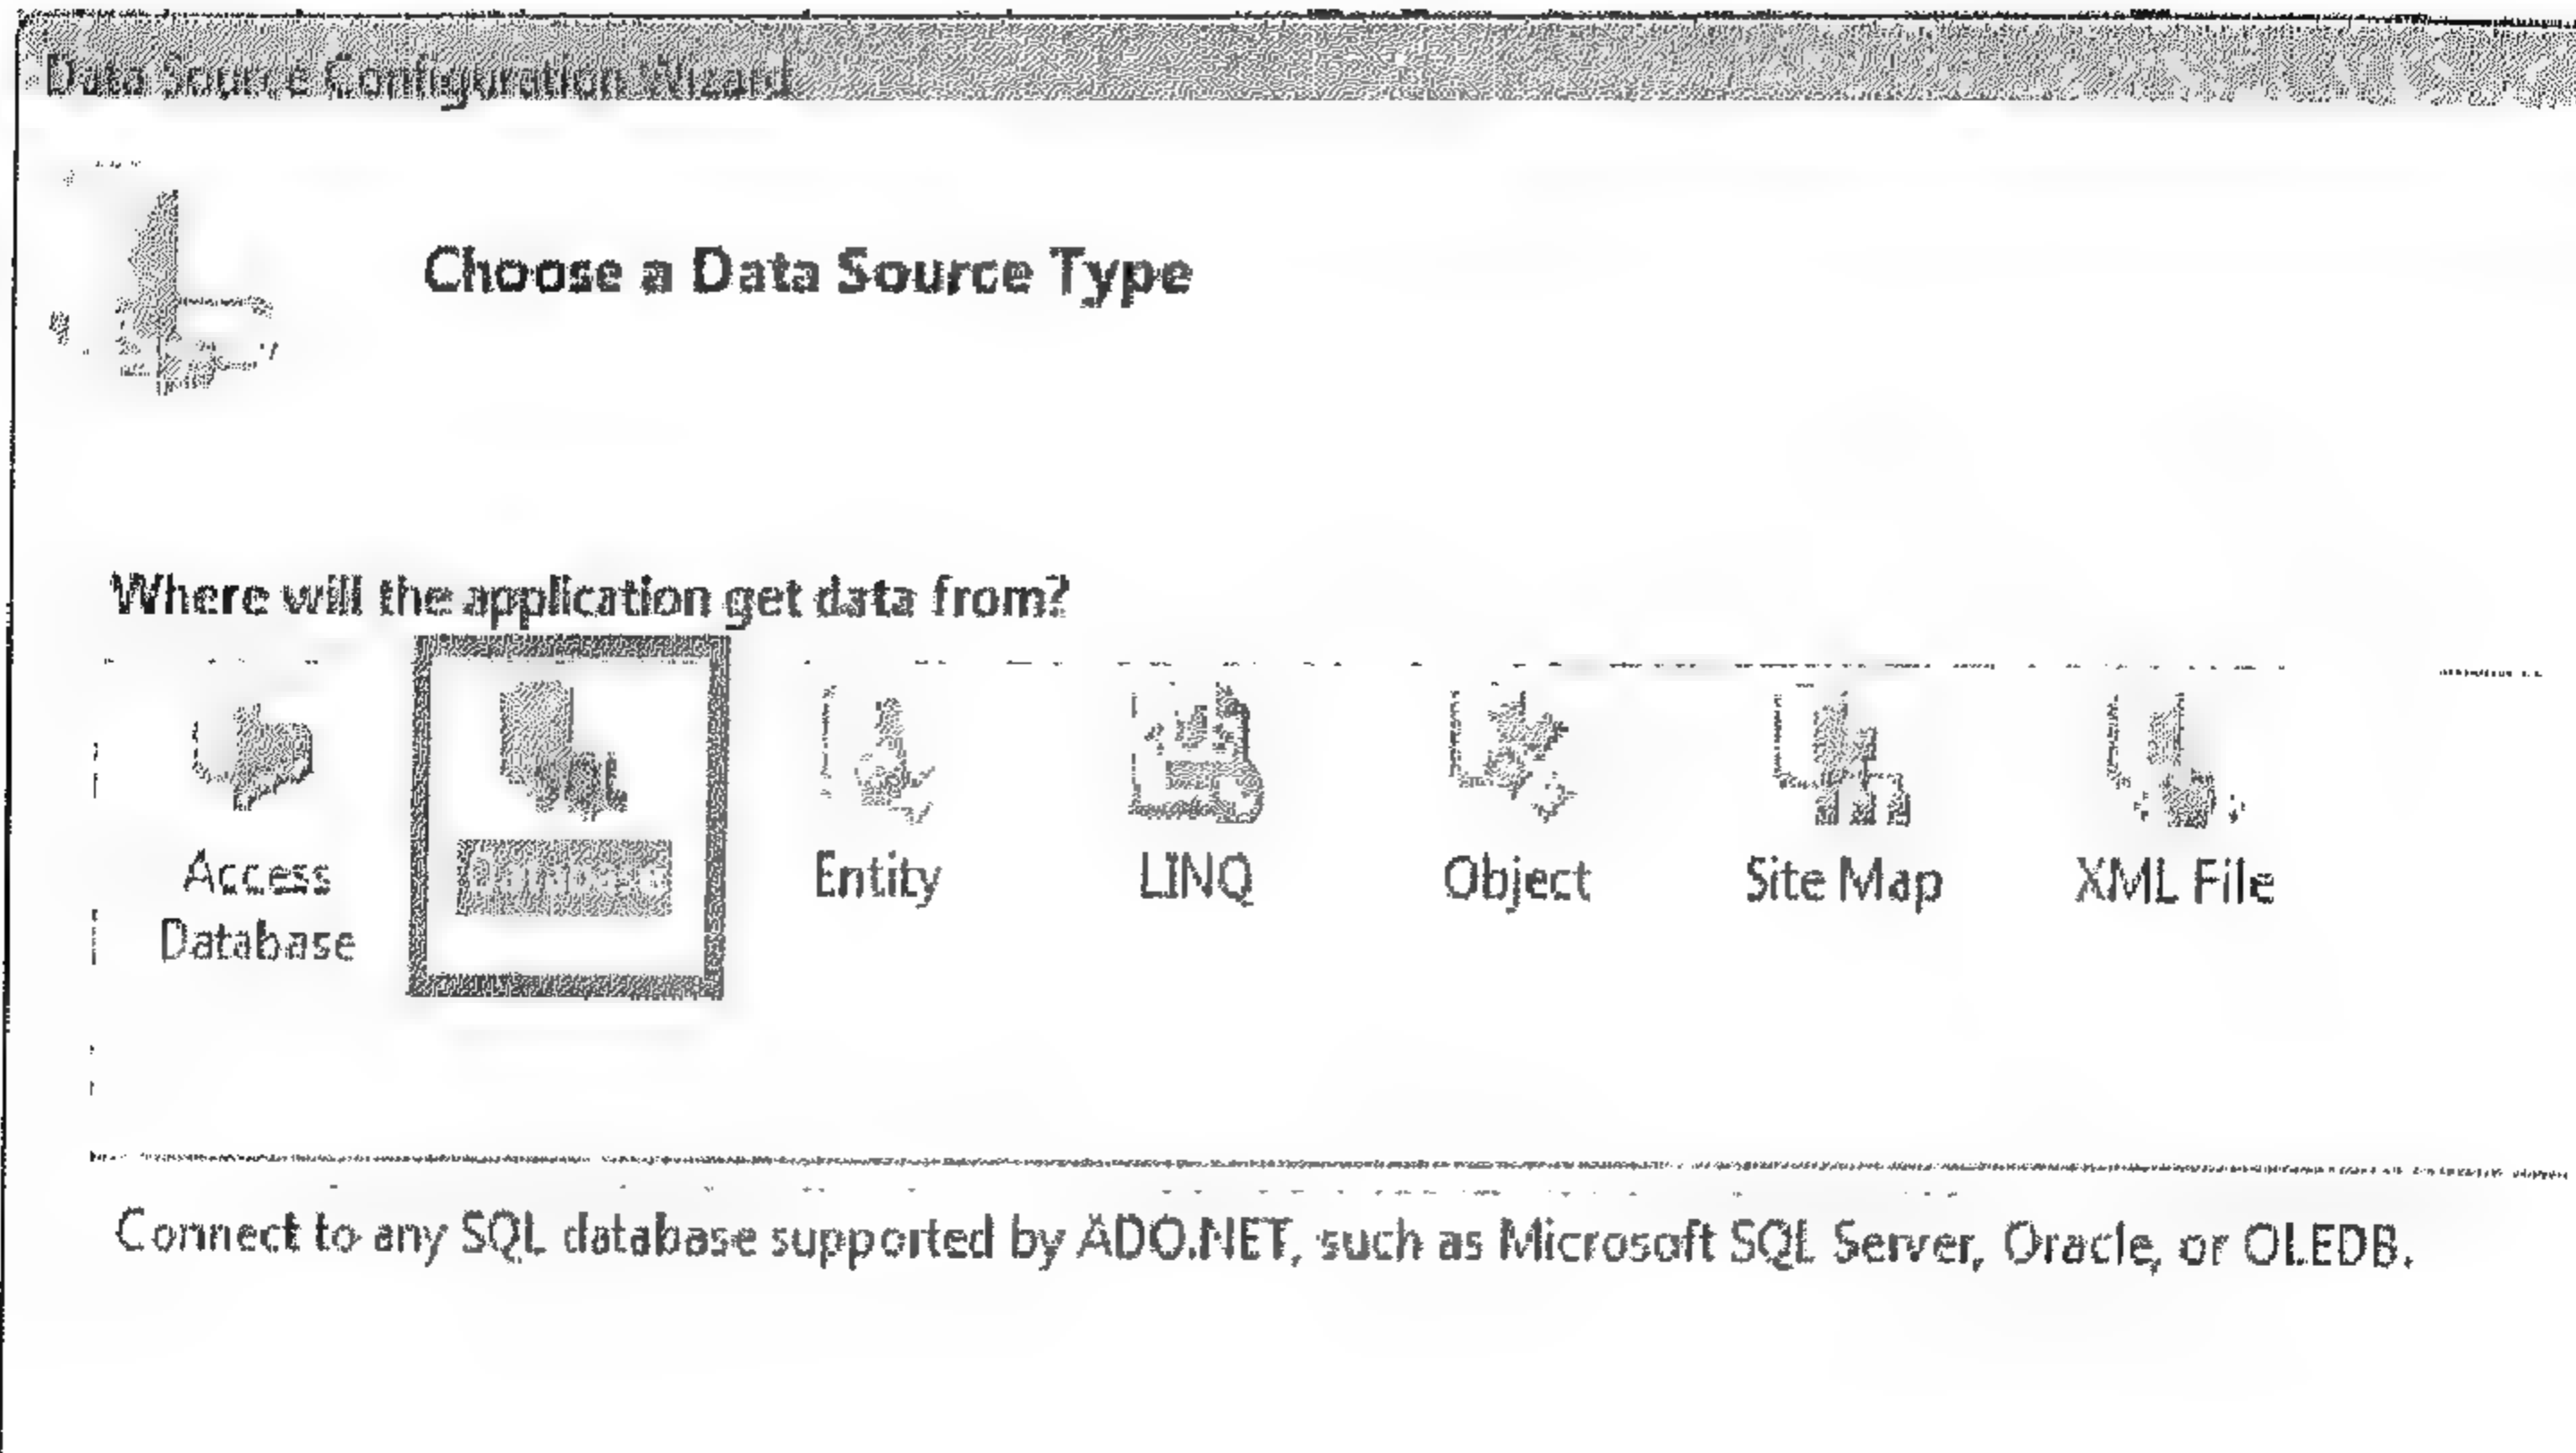 Data Source Configuration Wizard
Choose a Data Source Type
Where will the application get data from?
Access
Database
Database
Entity
LINQ
Object
Site Map
XML File
Connect to any SQL database supported by ADO.NET, such as Microsoft SQL Server, Oracle, or OLEDB.